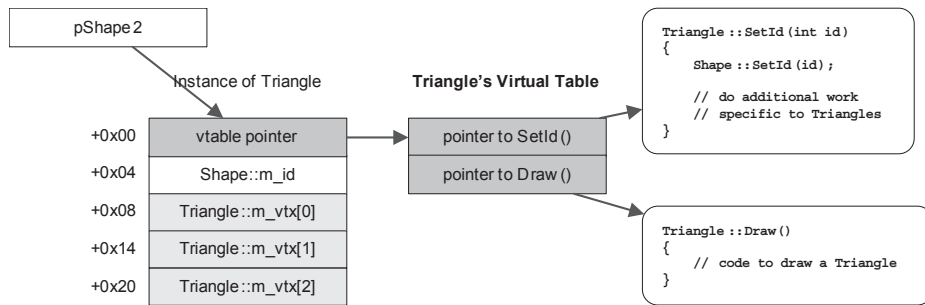 pShape2
Instance of Triangle
Triangle's Virtual Table
+0x00
vtable pointer
+0x04
Shape::m_id
+0x08
Triangle::m_vtx[0]
+0x14
Triangle::m_vtx[1]
+0x20
Triangle::m_vtx[2]
pointer to SetId()
pointer to Draw()
Triangle::SetId(int id)
{
Shape::SetId(id);
// do additional work
// specific to Triangles
}
Triangle::Draw()
{
// code to draw a Triangle
}